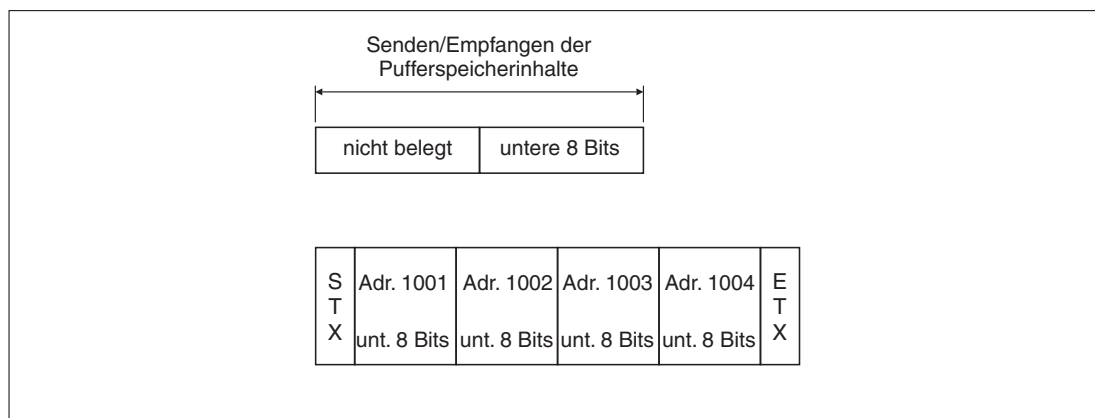 Senden/Empfangen der
Pufferspeicherinhalte
nicht belegt untere 8 Bits
S
T
X
Adr. 1001 Adr. 1002 Adr. 1003 Adr. 1004
unt. 8 Bits unt. 8 Bits unt. 8 Bits unt. 8 Bits
E
T
X